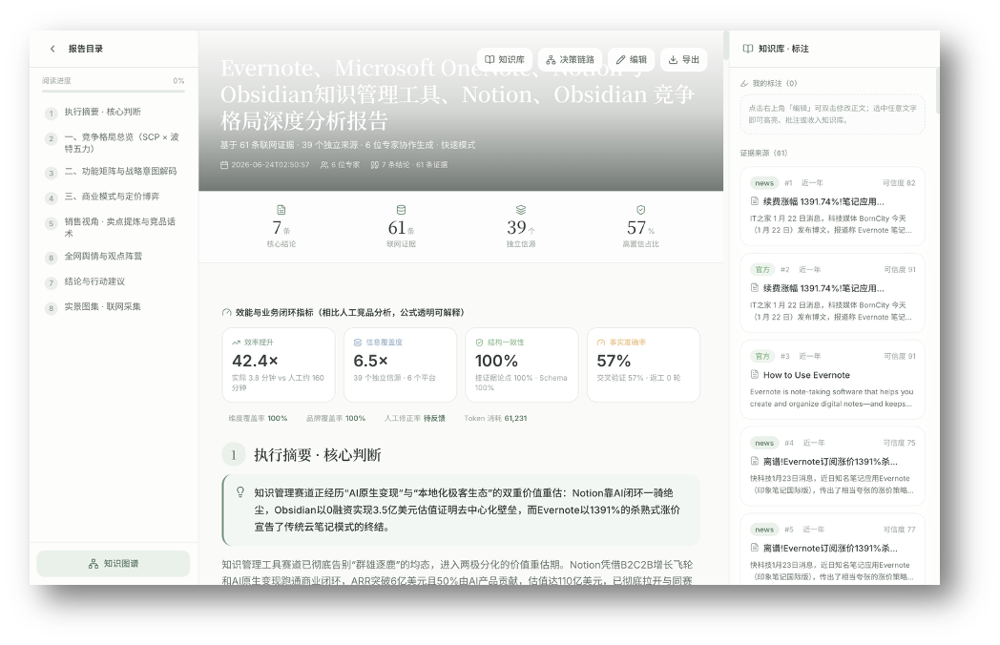 报告目录
阅读进度 0%
1 执行摘要 · 核心判断
2 一、竞争格局总览（SCP × 波
特五力）
3 二、功能矩阵与战略意图解码
4 三、商业模式与定价博弈
5 销售视角 · 卖点提炼与竞品话
术
6 全网舆情与观点阵营
7 结论与行动建议
8 实景图集 · 联网采集
知识图谱
知识库 决策链路 编辑 导出
Evernote、Microsoft OneNote、Notion 与
Obsidian知识管理工具、Notion、Obsidian 竞争
格局深度分析报告
基于 61 条联网证据 · 39 个独立来源 · 6 位专家协作生成 · 快速模式
2026-06-24T02:50:57 6 位专家 7 条结论 · 61 条证据
7 条 61 条 39 个 57 %
核心结论 联网证据 独立信源 高置信占比
效能与业务闭环指标（相比人工竞品分析，公式透明可解释）
效率提升
42.4×
实际 3.8 分钟 vs 人工约 160
分钟
信息覆盖度
6.5×
39 个独立信源 · 6 个平台
结构一致性
100%
挂证据论点 100% · Schema
100%
事实准确率
57%
交叉验证 57% · 返工 0 轮
维度覆盖率 100% 品牌覆盖率 100% 人工修正率 待反馈 Token 消耗 61,231
1 执行摘要 · 核心判断
知识管理赛道正经历“AI原生变现”与“本地化极客生态”的双重价值重估：Notion靠AI闭环一骑绝
尘，Obsidian以0融资实现3.5亿美元估值证明去中心化壁垒，而Evernote以1391%的杀熟式涨价
宣告了传统云笔记模式的终结。
知识管理工具赛道已彻底告别“群雄逐鹿”的均态，进入两极分化的价值重估期。Notion凭借B2C2B增长飞轮
和AI原生变现跑通商业闭环，ARR突破6亿美元且50%由AI产品贡献，估值达110亿美元，已彻底拉开与同赛
知识库 · 标注
我的标注（0）
点击右上角「编辑」可双击修改正文；选中任意文字
即可高亮、批注或收入知识库。
证据来源（61）
news #1 近一年 可信度 82
续费涨幅 1391.74%!笔记应用...
IT之家 1 月 22 日消息，科技媒体 BornCity 今天
（1 月 22 日）发布博文，报道称 Evernote 笔记...
官方 #2 近一年 可信度 91
续费涨幅 1391.74%!笔记应用...
IT之家 1 月 22 日消息，科技媒体 BornCity 今天
（1 月 22 日）发布博文，报道称 Evernote 笔记...
官方 #3 近一年 可信度 91
How to Use Evernote
Evernote is note-taking software that helps you
create and organize digital notes—and keeps...
news #4 近一年 可信度 75
离谱!Evernote订阅涨价1391%杀...
快科技1月23日消息，近日知名笔记应用Evernote
（印象笔记国际版），传出了相当夸张的涨价策略...
news #5 近一年 可信度 77
离谱!Evernote订阅涨价1391%杀...
快科技1月23日消息，近日知名笔记应用Evernote
（印象笔记国际版），传出了相当夸张的涨价策略...